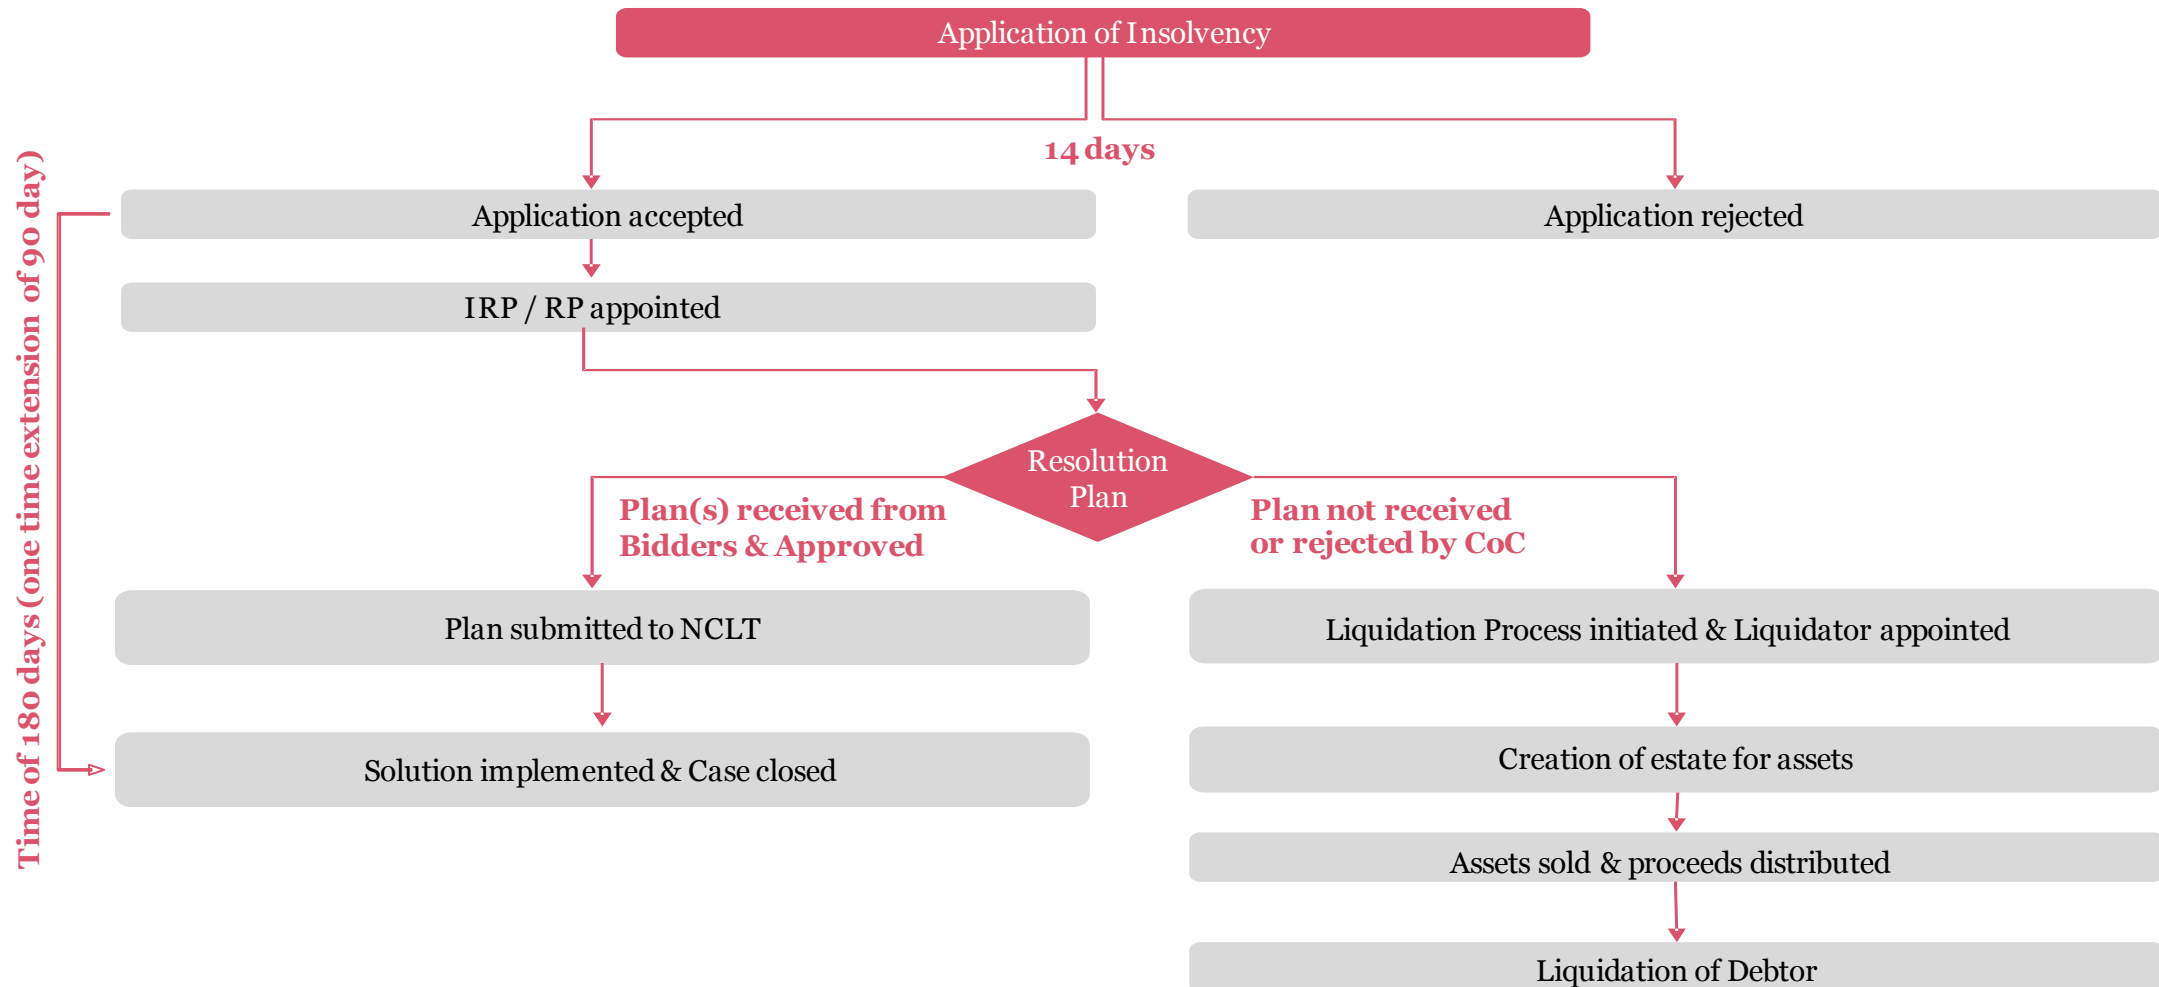 Application of Insolvency
14 days
Application accepted
Application rejected
IRP / RP appointed
Resolution
Plan
Plan(s) received from
Bidders & Approved
Plan not received
or rejected by CoC
Plan submitted to NCLT
Liquidation Process initiated & Liquidator appointed
Solution implemented & Case closed
Creation of estate for assets
Assets sold & proceeds distributed
Liquidation of Debtor
Time of 180 days (one time extension of 90 day)